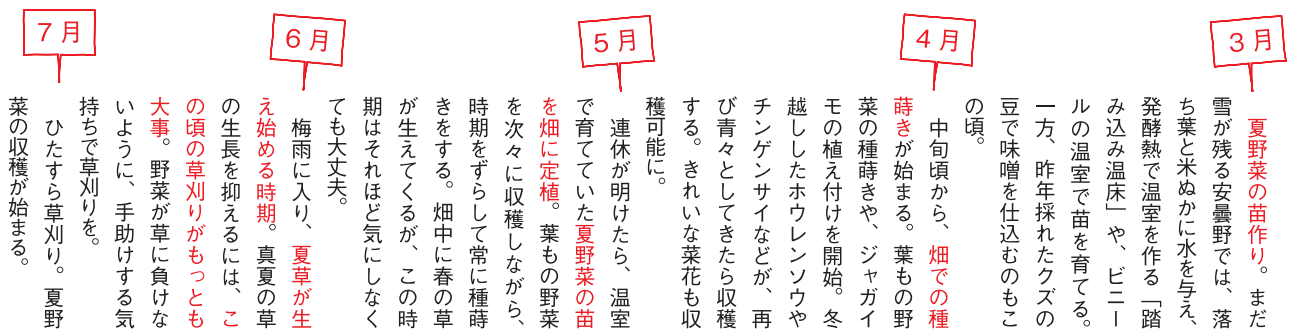 3月
夏野菜の苗作り。まだ
雪が残る安曇野では、落
ち葉と米ぬかに水を与え、
発酵熱で温室を作る「踏
み込み温床」や、ビニー
ルの温室で苗を育てる。
一方、昨年採れたクズの
豆で味噌を仕込むのもこ
の頃。
4月
中旬頃から、畑での種
蒔きが始まる。葉もの野
菜の種蒔きや、ジャガイ
モの植え付けを開始。冬
越ししたホウレンソウや
チンゲンサイなどが、再
び青々としてきたら収穫
する。きれいな菜花も収
穫可能に。
5月
連休が明けたら、温室
で育てていた夏野菜の苗
を畑に定植。葉もの野菜
を次々に収穫しながら、
時期をずらして常に種蒔
きをする。畑中に春の草
が生えてくるが、この時
期はそれほど気にしなく
ても大丈夫。
6月
梅雨に入り、夏草が生
え始める時期。真夏の草
の生長を抑えるには、こ
の頃の草刈りがもっとも
大事。野菜が草に負けな
いように、手助けする気
持ちで草刈りを。
7月
ひたすら草刈り。夏野
菜の収穫が始まる。